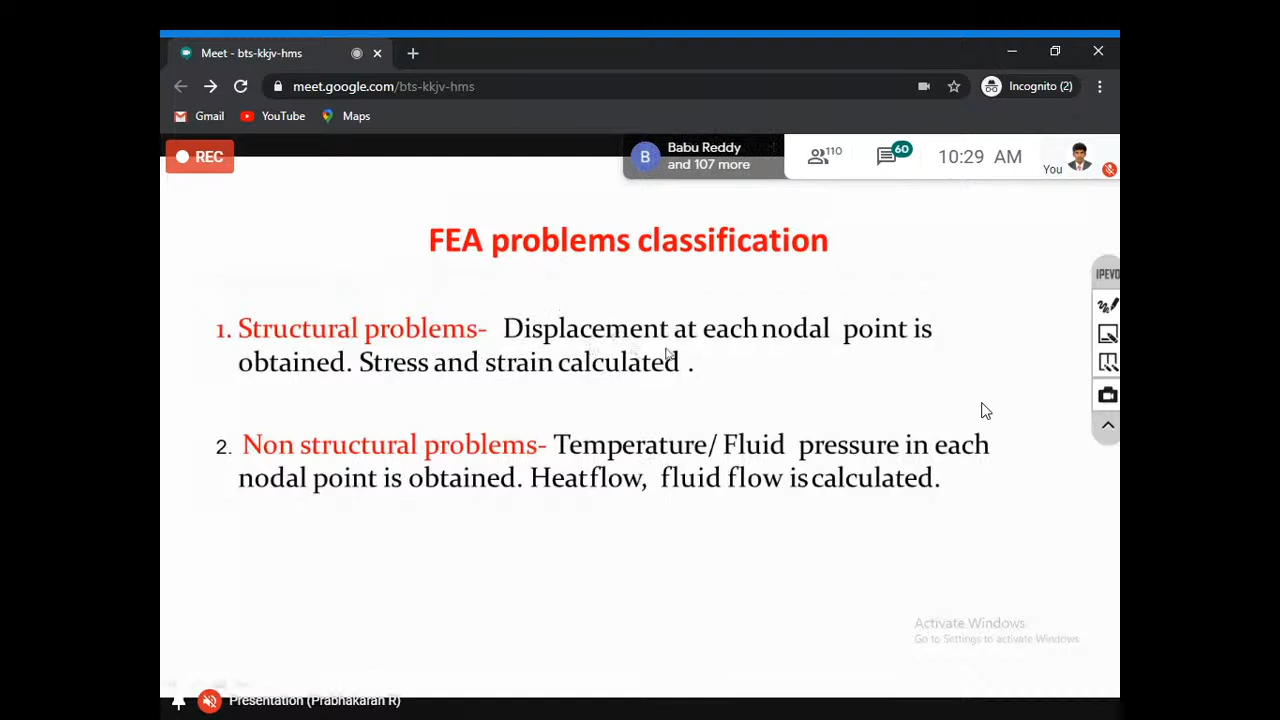 Meet - bts-kkjv-hms
meet.google.com/bts-kkjv-hms
Incognito (2)
Gmail
YouTube
Maps
REC
B
Babu Reddy
and 107 more
110
60
10:29 AM
You
FEA problems classification
IPEVO
1. Structural problems- Displacement at each nodal point is
obtained. Stress and strain calculated .
2. Non structural problems- Temperature/ Fluid pressure in each
nodal point is obtained. Heat flow, fluid flow is calculated.
Activate Windows
Go to Settings to activate Windows.
Presentation (Prabhakaran R)